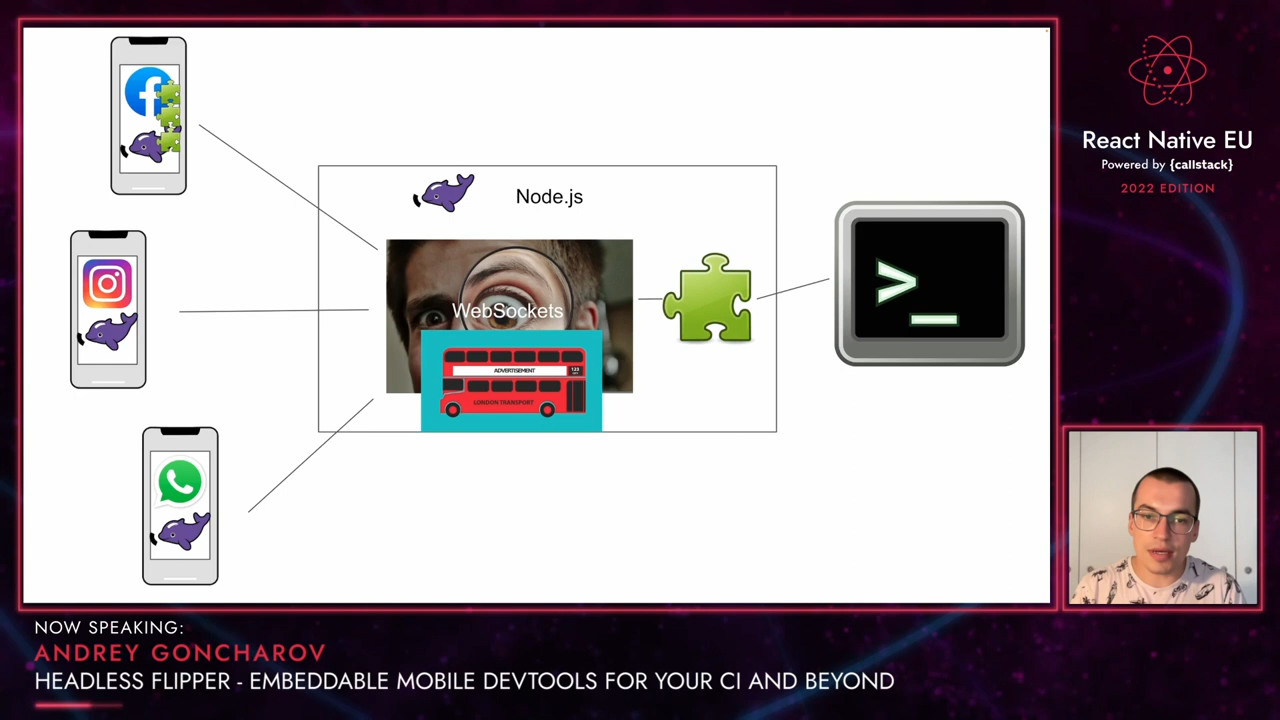 Node.js
WebSockets
ADVERTISEMENT
123
LONDON TRANSPORT
>_
React Native EU
Powered by {callstack}
2022 EDITION
NOW SPEAKING:
ANDREY GONCHAROV
HEADLESS FLIPPER - EMBEDDABLE MOBILE DEVTOOLS FOR YOUR CI AND BEYOND